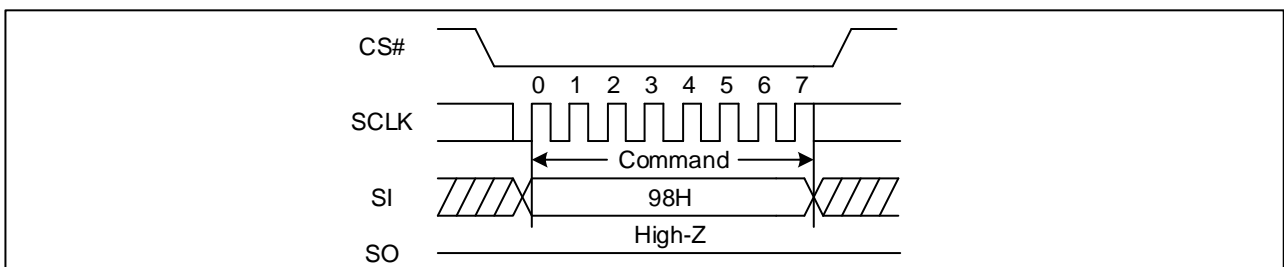 CS#
0 1 2 3 4 5 6 7
SCLK
Command
SI
98H
High-Z
SO